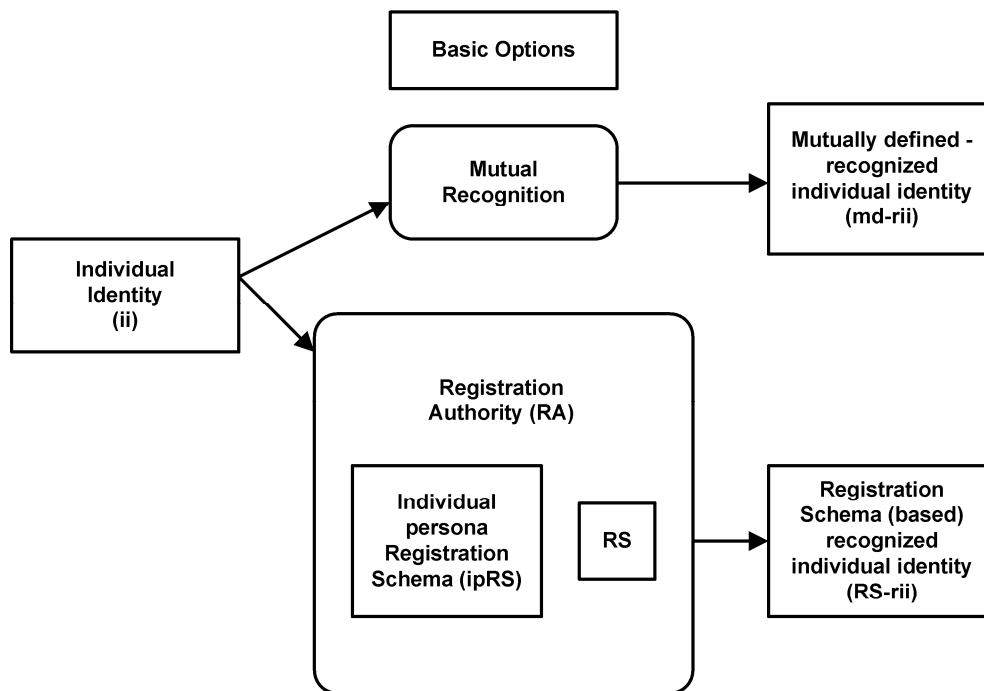 Basic Options
Mutual
Recognition
Mutually defined -
recognized
individual identity
(md-rii)
Individual
Identity
(ii)
Registration
Authority (RA)
Individual
persona
Registration
Schema (ipRS)
RS
Registration
Schema (based)
recognized
individual identity
(RS-rii)